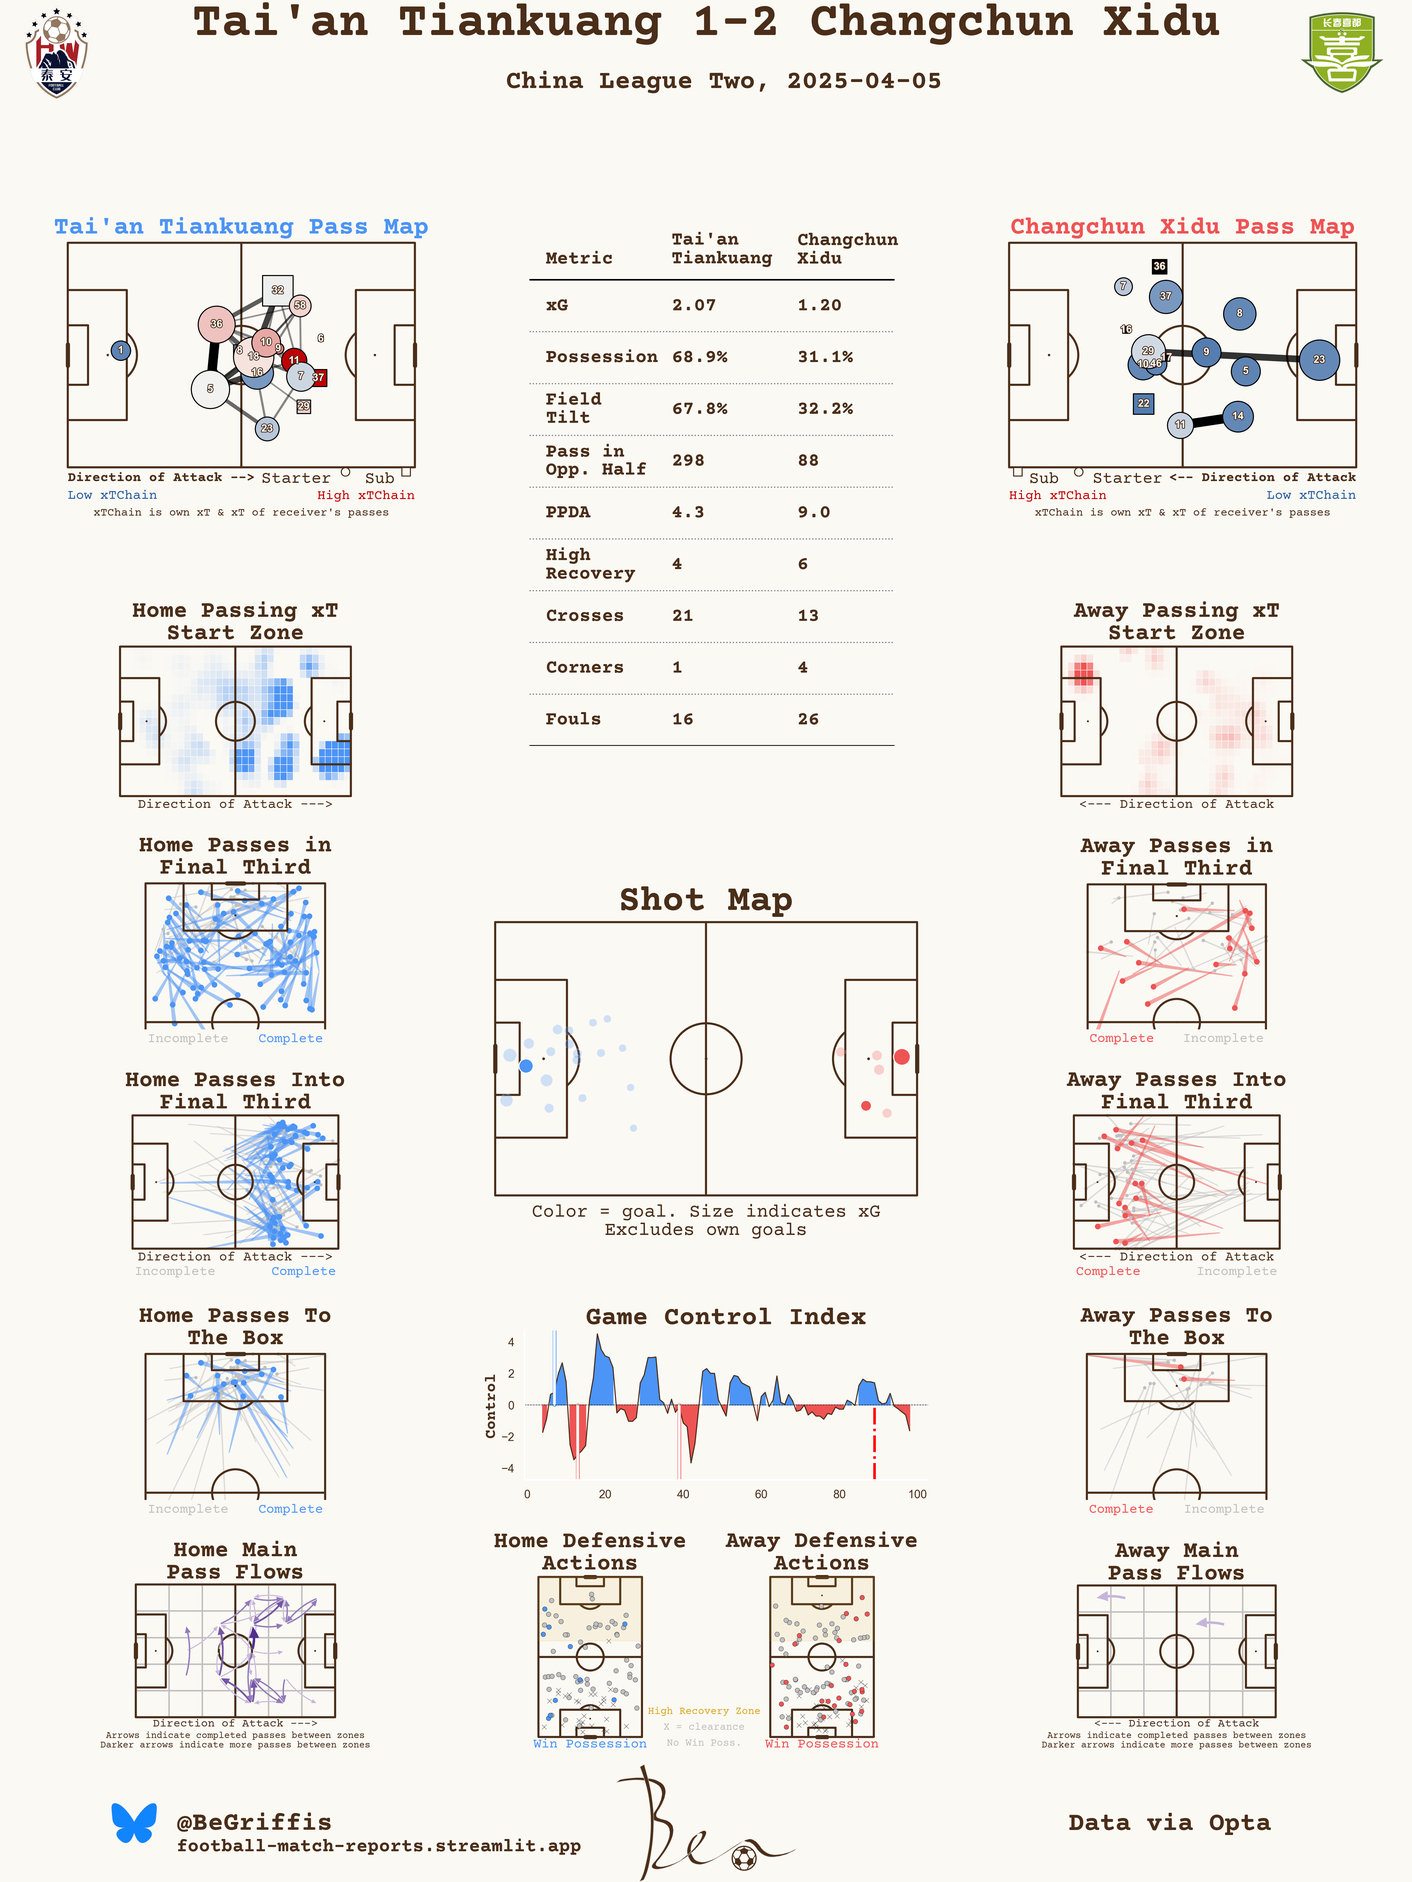 Tai'an Tiankuang 1-2 Changchun Xidu
China League Two, 2025-04-05
泰 安
长春喜都
喜
Tai'an Tiankuang Pass Map
1
36
5
32
58
6
10
9
8
18
16
11
7
37
29
23
Direction of Attack --> Starter Sub
Low xTChain High xTChain
xTChain is own xT & xT of receiver's passes
Metric Tai'an Tiankuang Changchun Xidu
xG 2.07 1.20
Possession 68.9% 31.1%
Field Tilt 67.8% 32.2%
Pass in Opp. Half 298 88
PPDA 4.3 9.0
High Recovery 4 6
Crosses 21 13
Corners 1 4
Fouls 16 26
Changchun Xidu Pass Map
36
7
37
8
16
29
17
9
23
10
46
5
22
11
14
Sub Starter <-- Direction of Attack
High xTChain Low xTChain
xTChain is own xT & xT of receiver's passes
Home Passing xT
Start Zone
Direction of Attack --->
Away Passing xT
Start Zone
<--- Direction of Attack
Home Passes in
Final Third
Incomplete Complete
Away Passes in
Final Third
Complete Incomplete
Shot Map
Color = goal. Size indicates xG
Excludes own goals
Home Passes Into
Final Third
Direction of Attack --->
Incomplete Complete
Away Passes Into
Final Third
<--- Direction of Attack
Complete Incomplete
Home Passes To
The Box
Incomplete Complete
Game Control Index
Control
4
2
0
−2
−4
0 20 40 60 80 100
Away Passes To
The Box
Complete Incomplete
Home Main
Pass Flows
Direction of Attack --->
Arrows indicate completed passes between zones
Darker arrows indicate more passes between zones
Home Defensive
Actions
Win Possession
Away Defensive
Actions
Win Possession
High Recovery Zone
X = clearance
No Win Poss.
Away Main
Pass Flows
<--- Direction of Attack
Arrows indicate completed passes between zones
Darker arrows indicate more passes between zones
@BeGriffis
football-match-reports.streamlit.app
Ben
Data via Opta